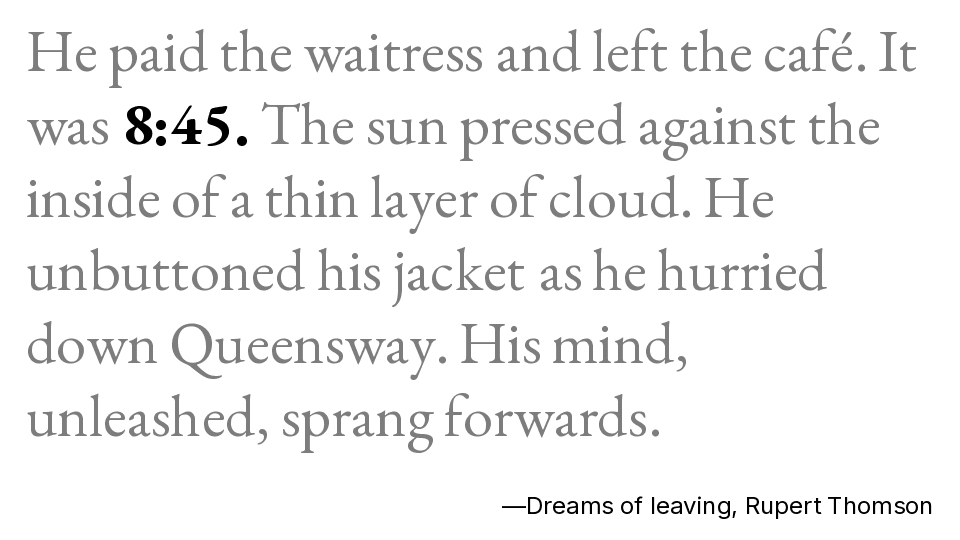 He paid the waitress and left the café. It
was 8:45. The sun pressed against the
inside of a thin layer of cloud. He
unbuttoned his jacket as he hurried
down Queensway. His mind,
unleashed, sprang forwards.
—Dreams of leaving, Rupert Thomson